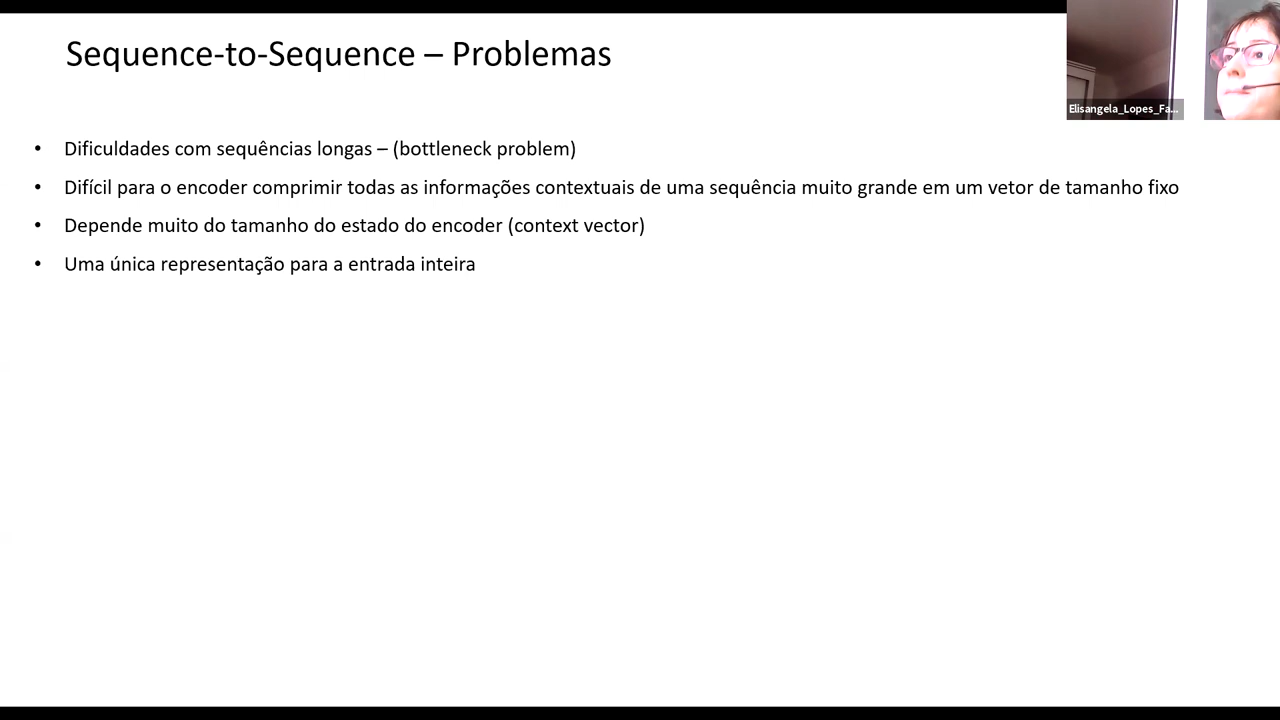 Sequence-to-Sequence – Problemas
Elisangela_Lopes_Fa...
• Dificuldades com sequências longas – (bottleneck problem)
• Difícil para o encoder comprimir todas as informações contextuais de uma sequência muito grande em um vetor de tamanho fixo
• Depende muito do tamanho do estado do encoder (context vector)
• Uma única representação para a entrada inteira